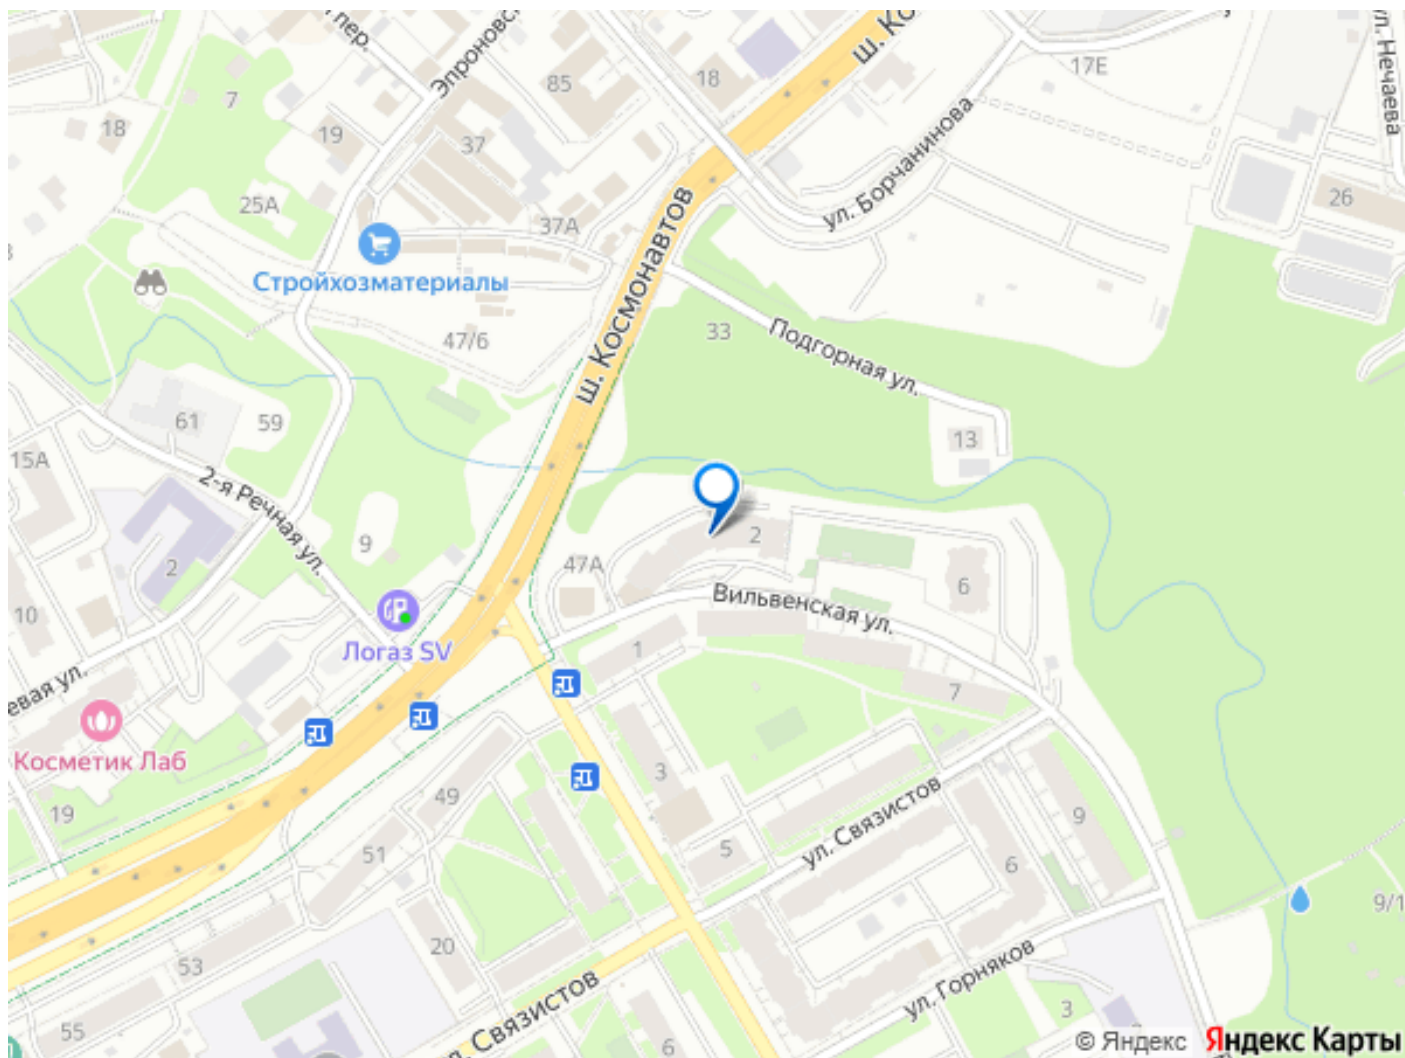 пер.
Эпроновск
ш. Ко
17Е
ул. Нечаева
85
18
7
18
19
37
ул. Борчанинова
26
25А
37А
ш. Космонавтов
Стройхозматериалы
47/6
33
Подгорная ул.
61
59
13
15А
2-я Речная ул.
9
2
47А
2
6
10
Вильвенская ул.
Логаз SV
1
евая ул.
7
Косметик Лаб
3
49
19
ул. Связистов
9
51
5
6
9/1
20
53
ул. Горняков
ул. Связистов
3
55
6
© Яндекс Яндекс Карты